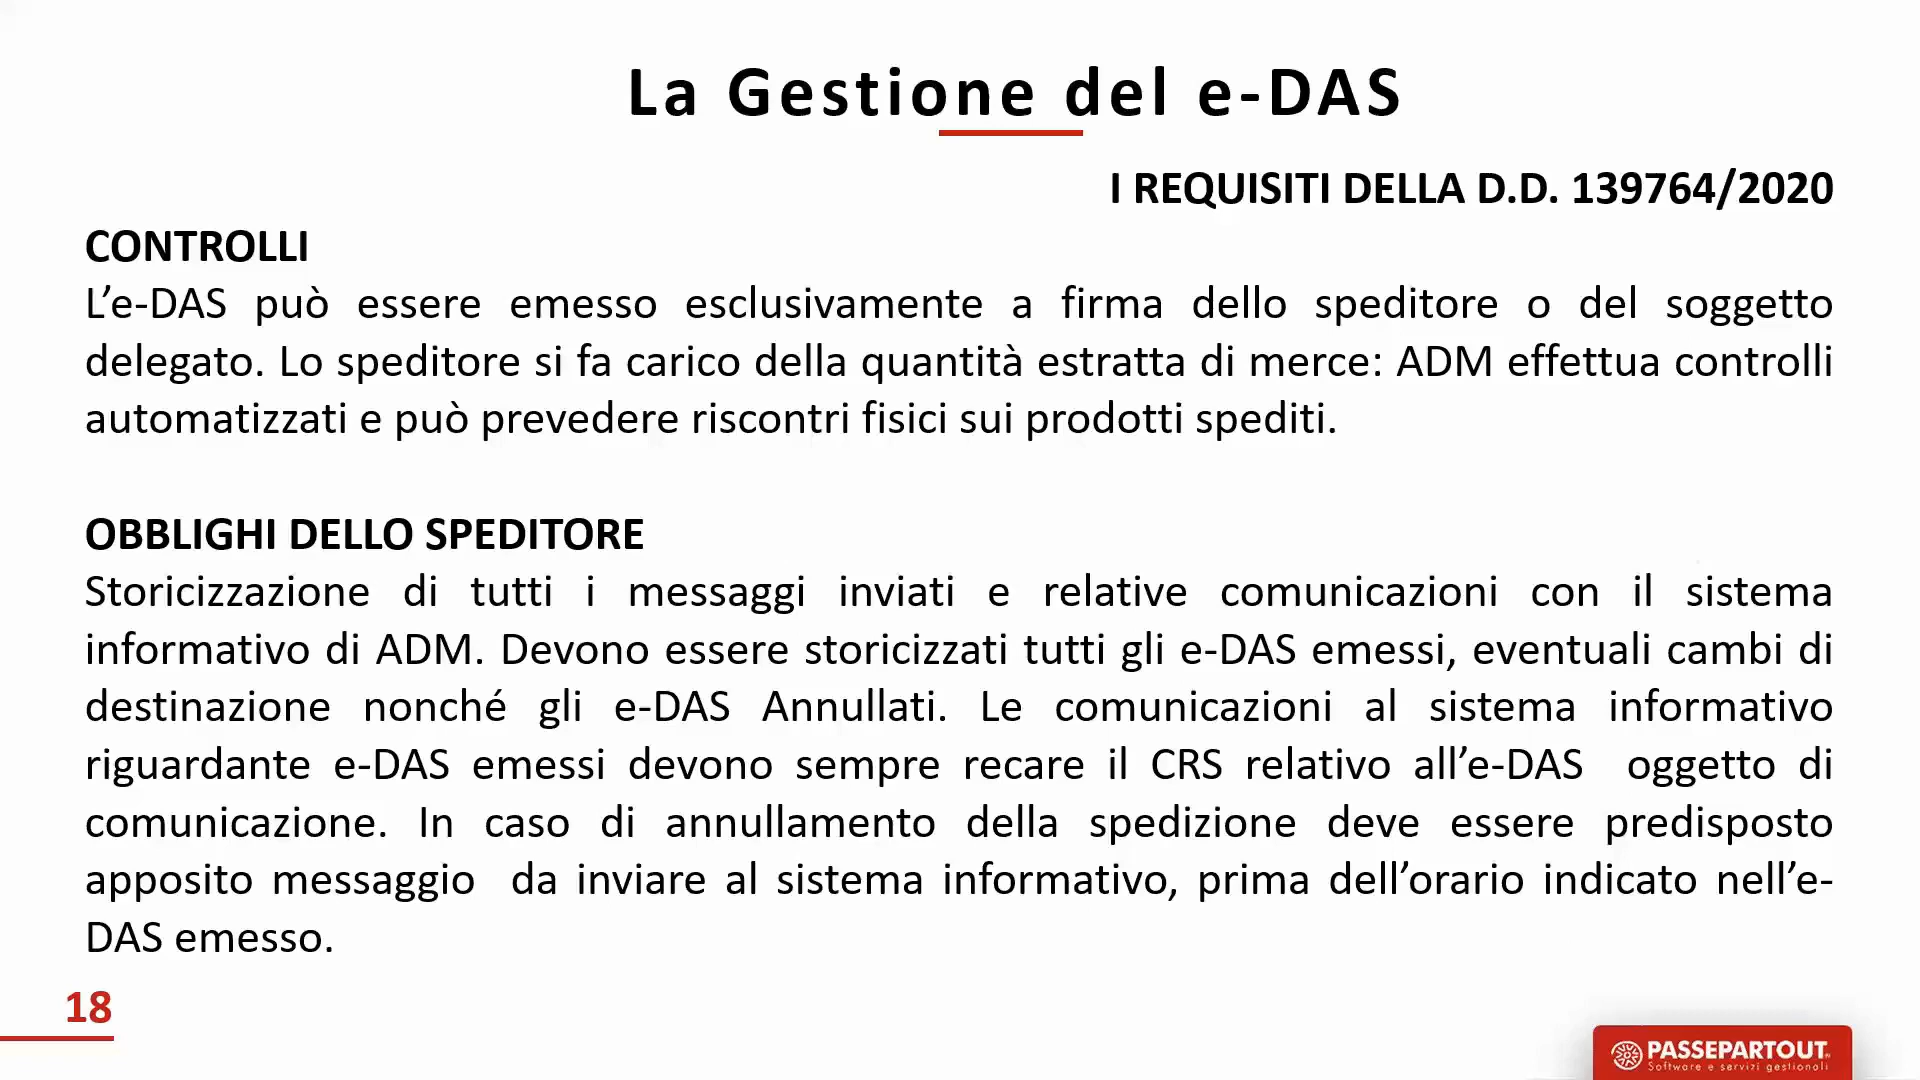 La Gestione del e-DAS
I REQUISITI DELLA D.D. 139764/2020
CONTROLLI
L’e-DAS può essere emesso esclusivamente a firma dello speditore o del soggetto
delegato. Lo speditore si fa carico della quantità estratta di merce: ADM effettua controlli
automatizzati e può prevedere riscontri fisici sui prodotti spediti.
OBBLIGHI DELLO SPEDITORE
Storicizzazione di tutti i messaggi inviati e relative comunicazioni con il sistema
informativo di ADM. Devono essere storicizzati tutti gli e-DAS emessi, eventuali cambi di
destinazione nonché gli e-DAS Annullati. Le comunicazioni al sistema informativo
riguardante e-DAS emessi devono sempre recare il CRS relativo all’e-DAS oggetto di
comunicazione. In caso di annullamento della spedizione deve essere predisposto
apposito messaggio da inviare al sistema informativo, prima dell’orario indicato nell’e-
DAS emesso.
18
PASSEPARTOUT
Software e servizi gestionali